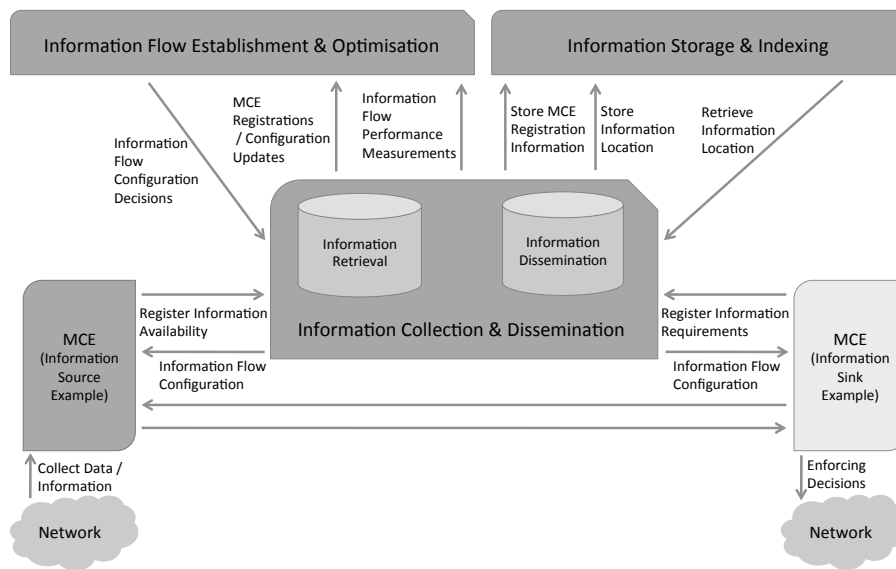 Information Flow Establishment & Optimisation
Information Storage & Indexing
Information
Flow
Configuration
Decisions
MCE
Registrations
/ Configuration
Updates
Information
Flow
Performance
Measurements
Store MCE
Registration
Information
Store
Information
Location
Retrieve
Information
Location
Information
Retrieval
Information
Dissemination
Information Collection & Dissemination
MCE
(Information
Source
Example)
Register Information
Availability
Information Flow
Configuration
Register Information
Requirements
Information Flow
Configuration
MCE
(Information
Sink
Example)
Collect Data /
Information
Network
Enforcing
Decisions
Network